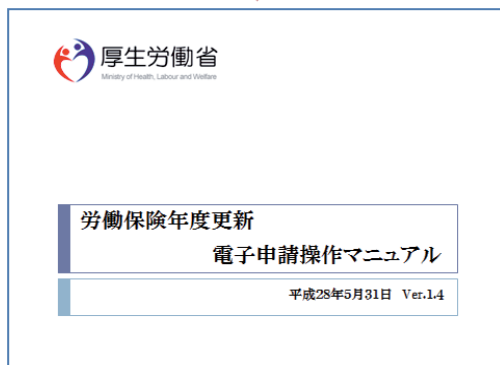 厚生労働省
Ministry of Health, Labour and Welfare
労働保険年度更新
電子申請操作マニュアル
平成28年5月31日 Ver.1.4